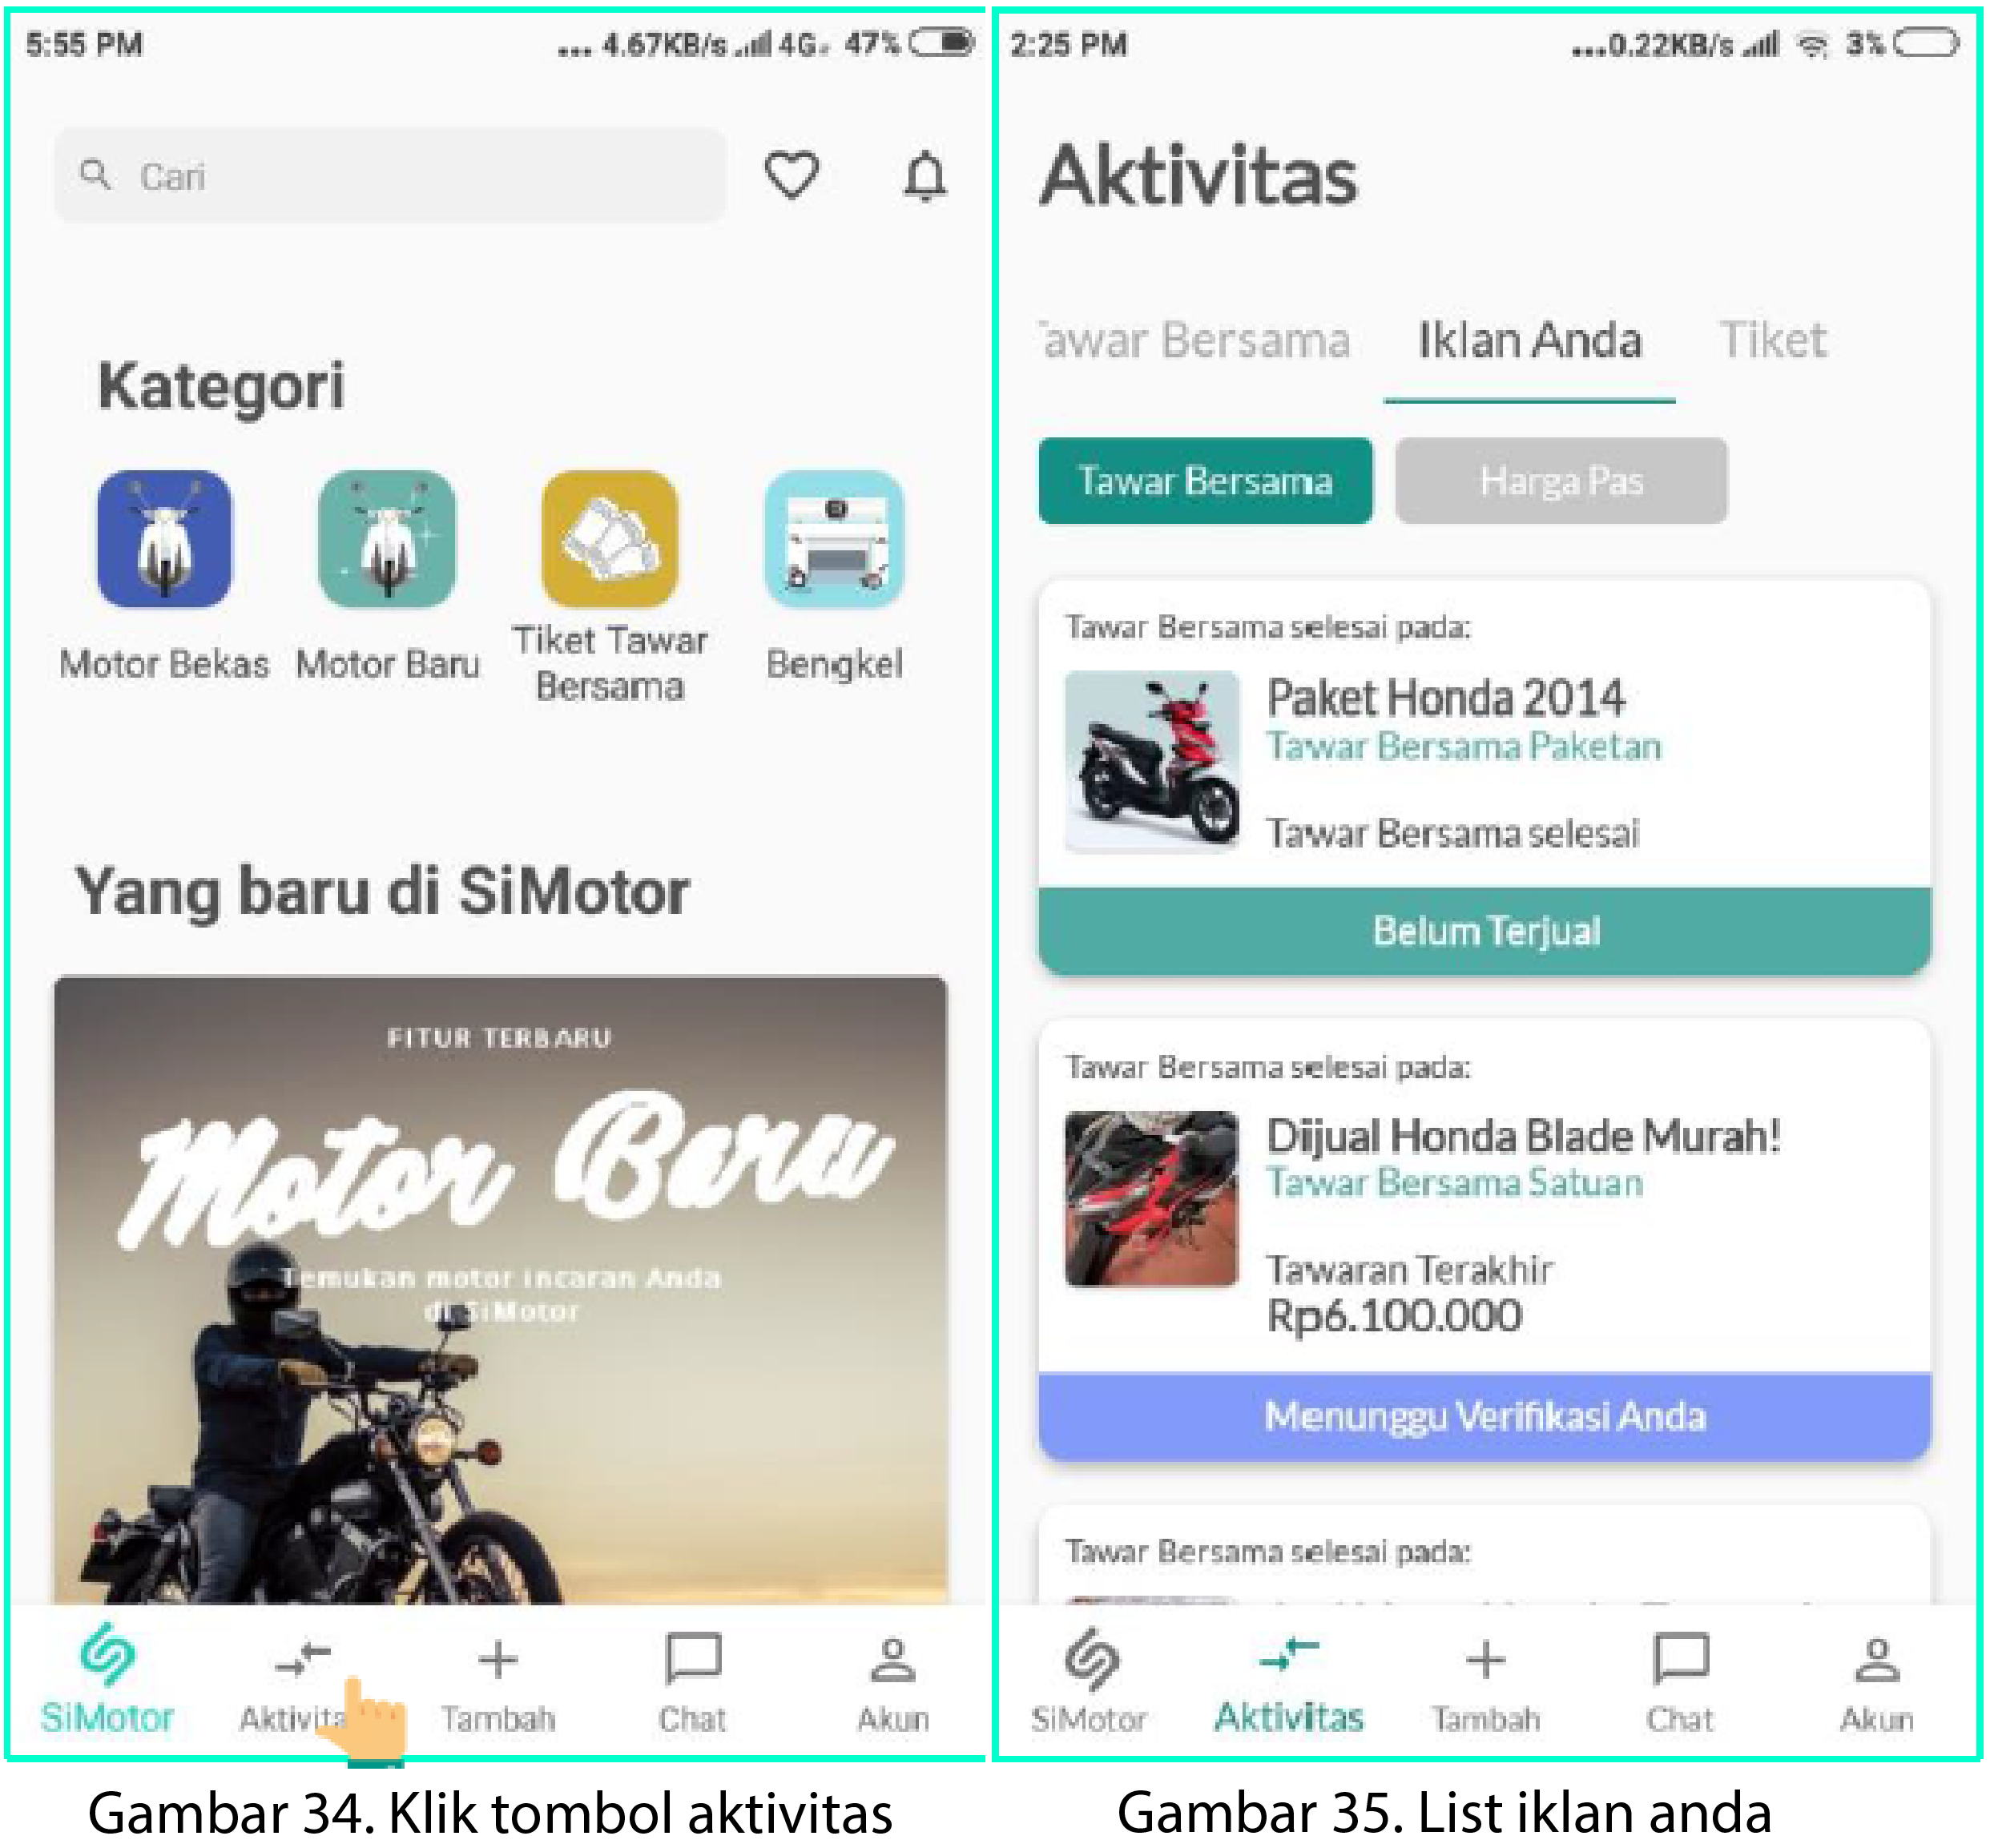 5:55 PM
... 4.67KB/s 4G 47%
Cari
Kategori
Motor Bekas
Motor Baru
Tiket Tawar
Bersama
Bengkel
Yang baru di SiMotor
FITUR TERBARU
Motor Baru
Temukan motor incaran Anda
di SiMotor
SiMotor
Aktivita
Tambah
Chat
Akun
Gambar 34. Klik tombol aktivitas
2:25 PM
...0.22KB/s 3%
Aktivitas
awar Bersama
Iklan Anda
Tiket
Tawar Bersama
Harga Pas
Tawar Bersama selesai pada:
Paket Honda 2014
Tawar Bersama Paketan
Tawar Bersama selesai
Belum Terjual
Tawar Bersama selesai pada:
Dijual Honda Blade Murah!
Tawar Bersama Satuan
Tawaran Terakhir
Rp6.100.000
Menunggu Verifikasi Anda
Tawar Bersama selesai pada:
SiMotor
Aktivitas
Tambah
Chat
Akun
Gambar 35. List iklan anda